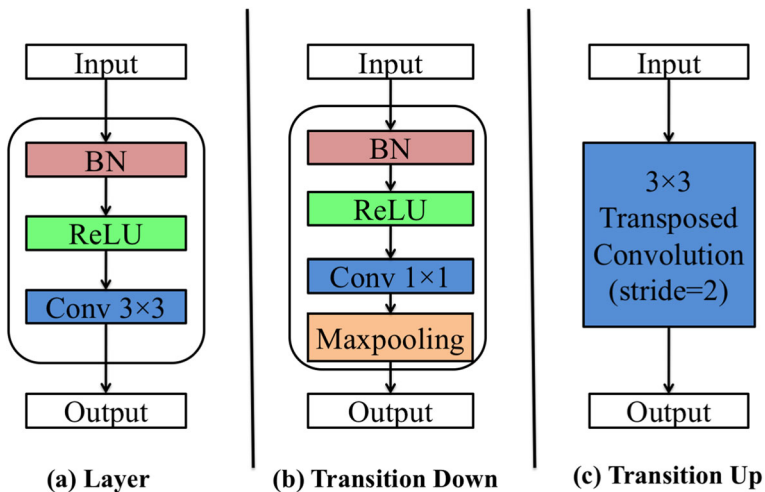 Input
BN
ReLU
Conv 3×3
Output
(a) Layer
Input
BN
ReLU
Conv 1×1
Maxpooling
Output
(b) Transition Down
Input
3×3
Transposed
Convolution
(stride=2)
Output
(c) Transition Up